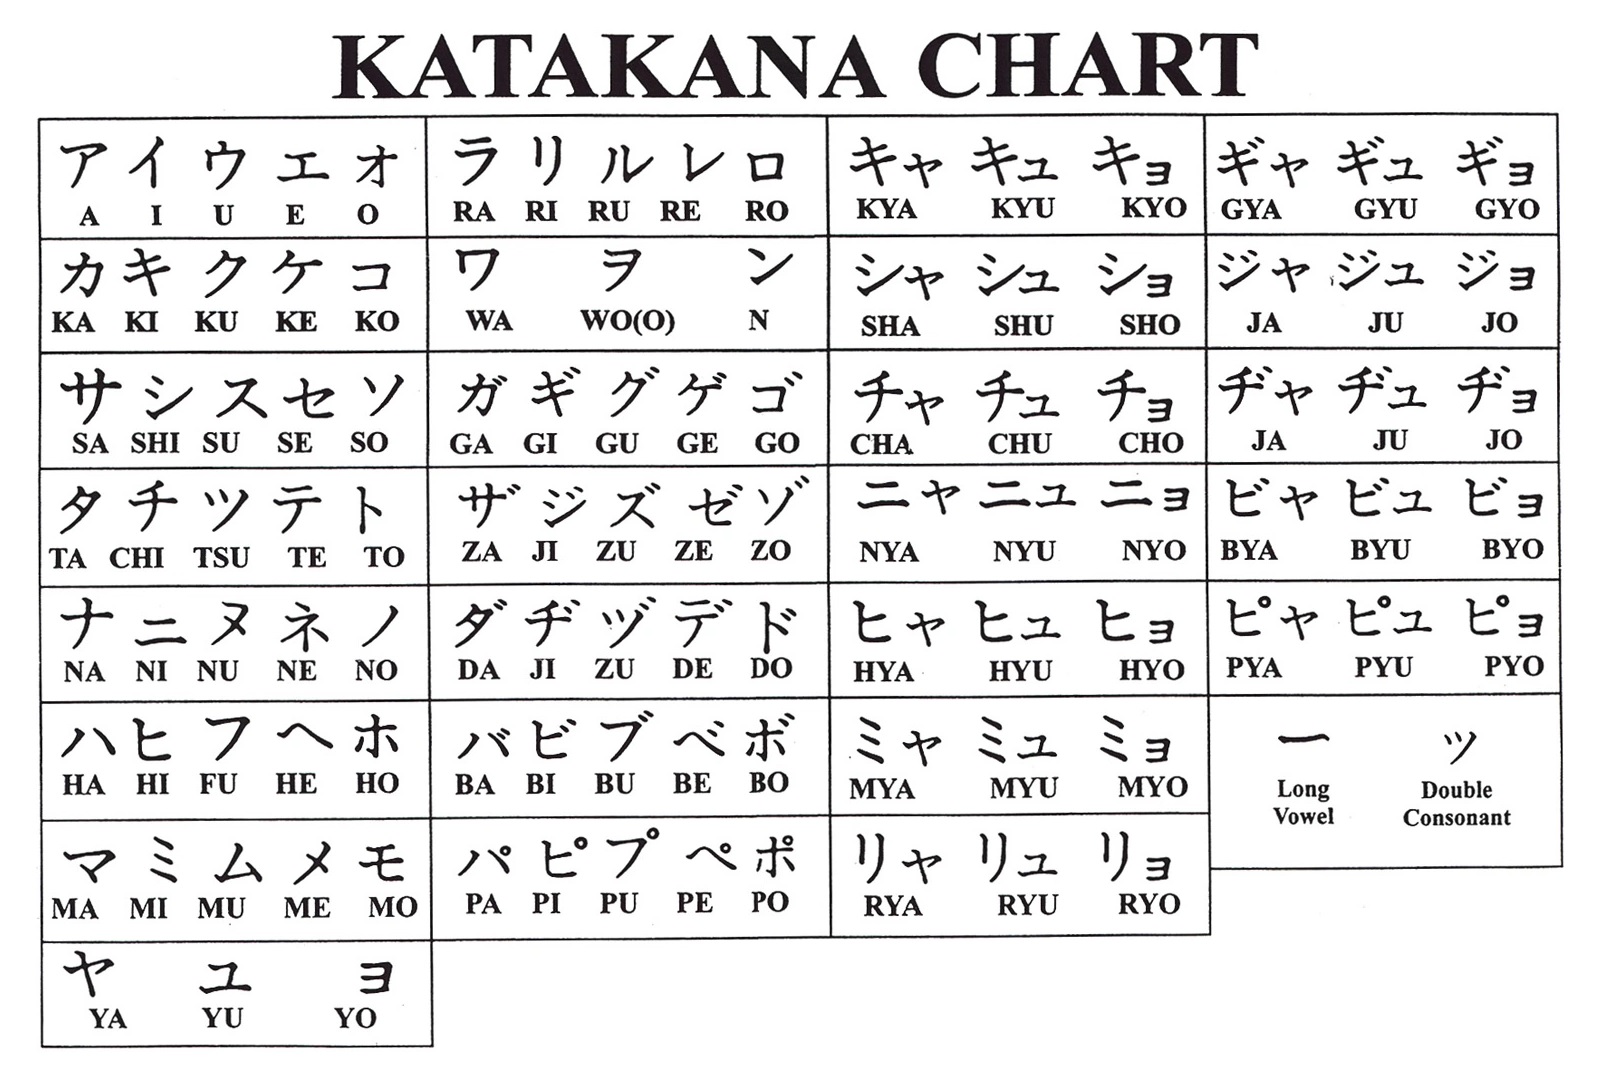 KATAKANA CHART
ア イ ウ エ オ
A I U E O
カ キ ク ケ コ
KA KI KU KE KO
サ シ ス セ ソ
SA SHI SU SE SO
タ チ ツ テ ト
TA CHI TSU TE TO
ナ ニ ヌ ネ ノ
NA NI NU NE NO
ハ ヒ フ ヘ ホ
HA HI FU HE HO
マ ミ ム メ モ
MA MI MU ME MO
ヤ ユ ヨ
YA YU YO
ラ リ ル レ ロ
RA RI RU RE RO
ワ ヲ ン
WA WO(O) N
ガ ギ グ ゲ ゴ
GA GI GU GE GO
ザ ジ ズ ゼ ゾ
ZA JI ZU ZE ZO
ダ ヂ ヅ デ ド
DA JI ZU DE DO
バ ビ ブ ベ ボ
BA BI BU BE BO
パ ピ プ ペ ポ
PA PI PU PE PO
キャ キュ キョ
KYA KYU KYO
シャ シュ ショ
SHA SHU SHO
チャ チュ チョ
CHA CHU CHO
ニャ ニュ ニョ
NYA NYU NYO
ヒャ ヒュ ヒョ
HYA HYU HYO
ミャ ミュ ミョ
MYA MYU MYO
リャ リュ リョ
RYA RYU RYO
ギャ ギュ ギョ
GYA GYU GYO
ジャ ジュ ジョ
JA JU JO
ヂャ ヂュ ヂョ
JA JU JO
ビャ ビュ ビョ
BYA BYU BYO
ピャ ピュ ピョ
PYA PYU PYO
ー ッ
Long Double
Vowel Consonant